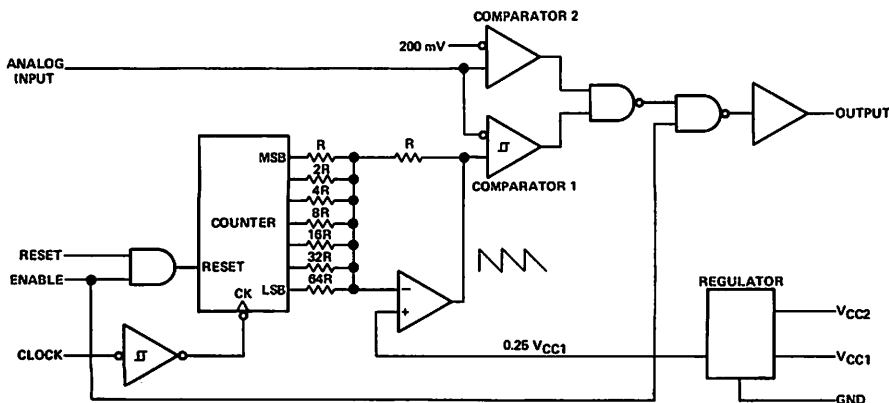 COMPARATOR 2
200 mV
ANALOG
INPUT
OUTPUT
MSB
R
R
2R
4R
COMPARATOR 1
8R
COUNTER
16R
32R
RESET
RESET
ENABLE
64R
LSB
CK
REGULATOR
VCC2
CLOCK
0.25 VCC1
VCC1
GND